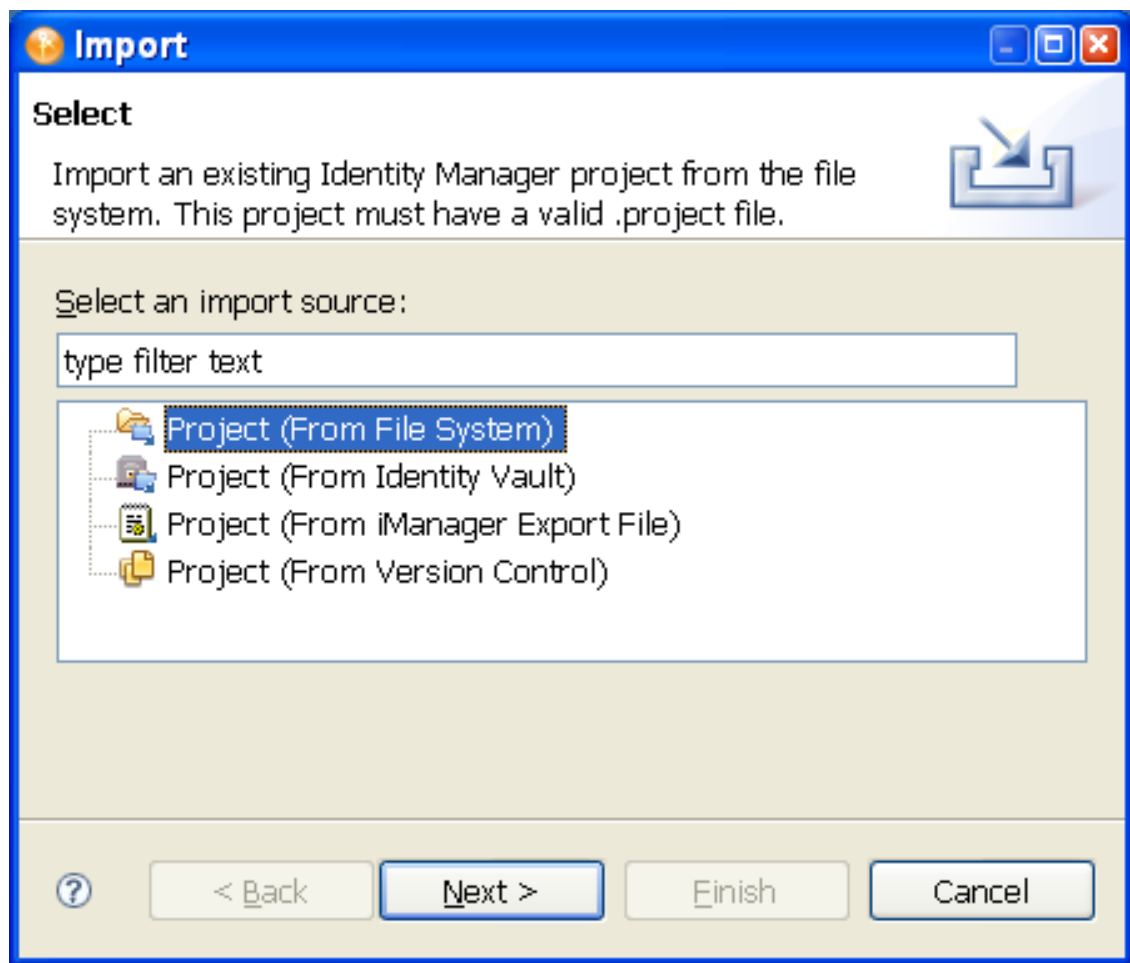 Import
Select
Import an existing Identity Manager project from the file
system. This project must have a valid .project file.
Select an import source:
type filter text
Project (From File System)
Project (From Identity Vault)
Project (From iManager Export File)
Project (From Version Control)
? < Back Next > Finish Cancel